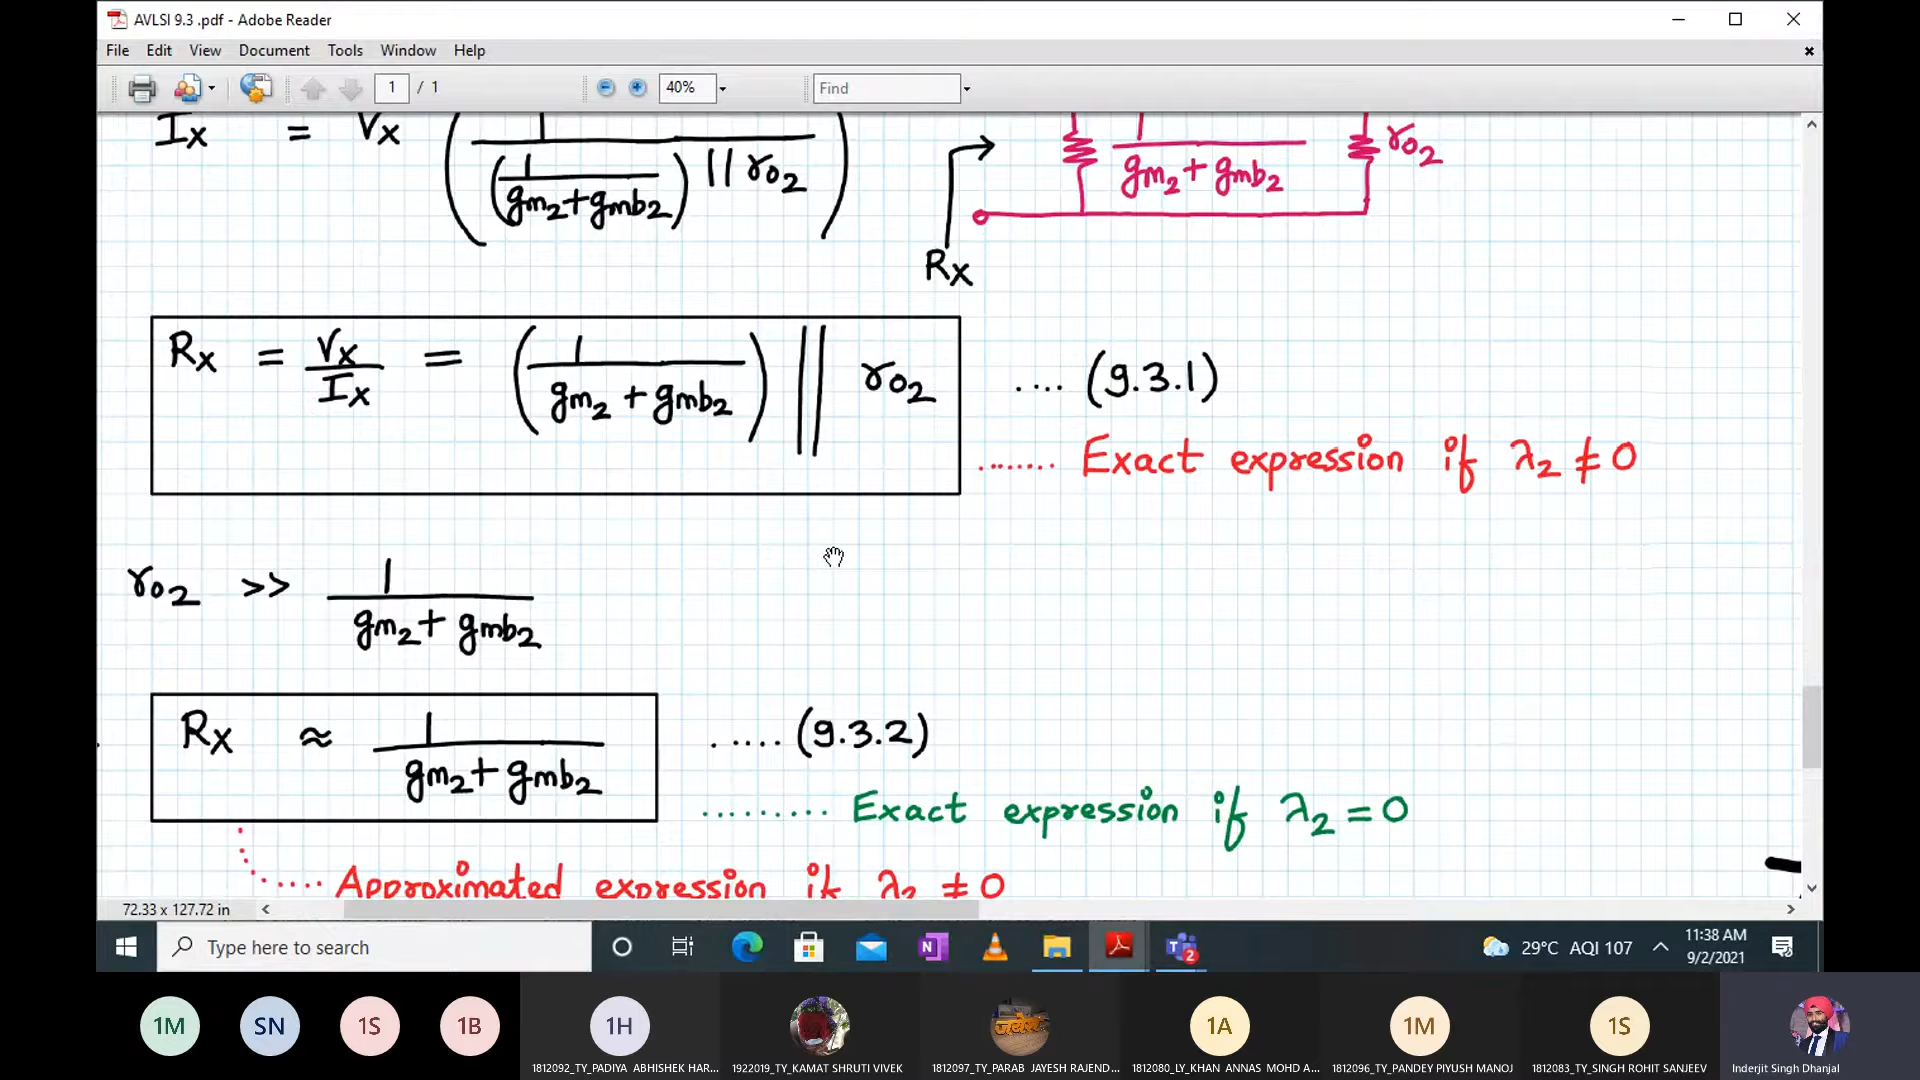 AVLSI 9.3 .pdf - Adobe Reader
File Edit View Document Tools Window Help
1 / 1 40% Find
Ix = Vx ( 1 / ( ( 1 / (gm2+gmb2) ) || ro2 ) )
1 / (gm2 + gmb2) ro2
Rx
Rx = Vx / Ix = ( 1 / (gm2 + gmb2) ) || ro2 .... (9.3.1)
....... Exact expression if λ2 ≠ 0
ro2 >> 1 / (gm2 + gmb2)
Rx ≈ 1 / (gm2 + gmb2) ..... (9.3.2)
......... Exact expression if λ2 = 0
..... Approximated expression if λ2 ≠ 0
72.33 x 127.72 in
Type here to search
2
29°C AQI 107
11:38 AM
9/2/2021
1M SN 1S 1B 1H जयेश 1A 1M 1S
1812092_TY_PADIYA ABHISHEK HAR... 1922019_TY_KAMAT SHRUTI VIVEK 1812097_TY_PARAB JAYESH RAJEND... 1812080_LY_KHAN ANNAS MOHD A... 1812096_TY_PANDEY PIYUSH MANOJ 1812083_TY_SINGH ROHIT SANJEEV Inderjit Singh Dhanjal